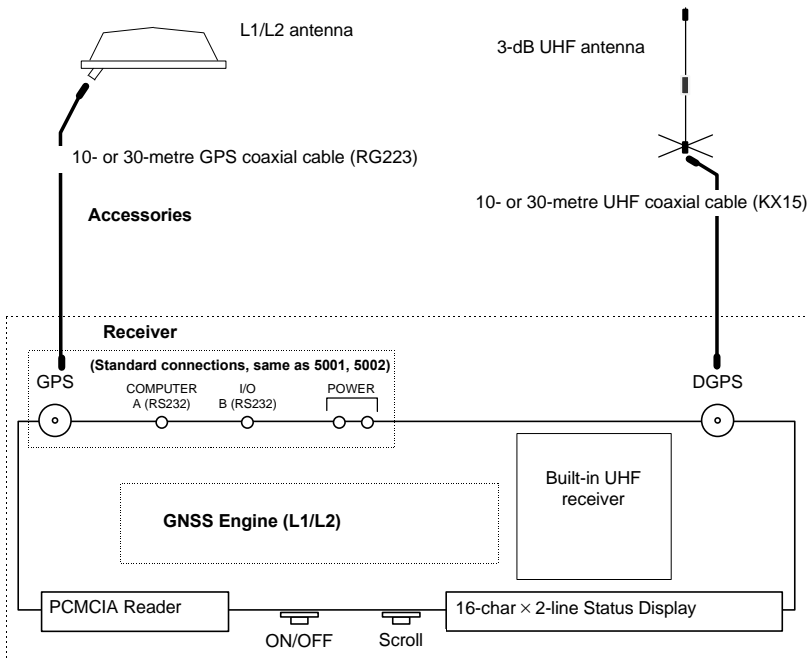 L1/L2 antenna
3-dB UHF antenna
10- or 30-metre GPS coaxial cable (RG223)
10- or 30-metre UHF coaxial cable (KX15)
Accessories
Receiver
(Standard connections, same as 5001, 5002)
GPS
COMPUTER
A (RS232)
I/O
B (RS232)
POWER
DGPS
Built-in UHF
receiver
GNSS Engine (L1/L2)
PCMCIA Reader
16-char × 2-line Status Display
ON/OFF
Scroll